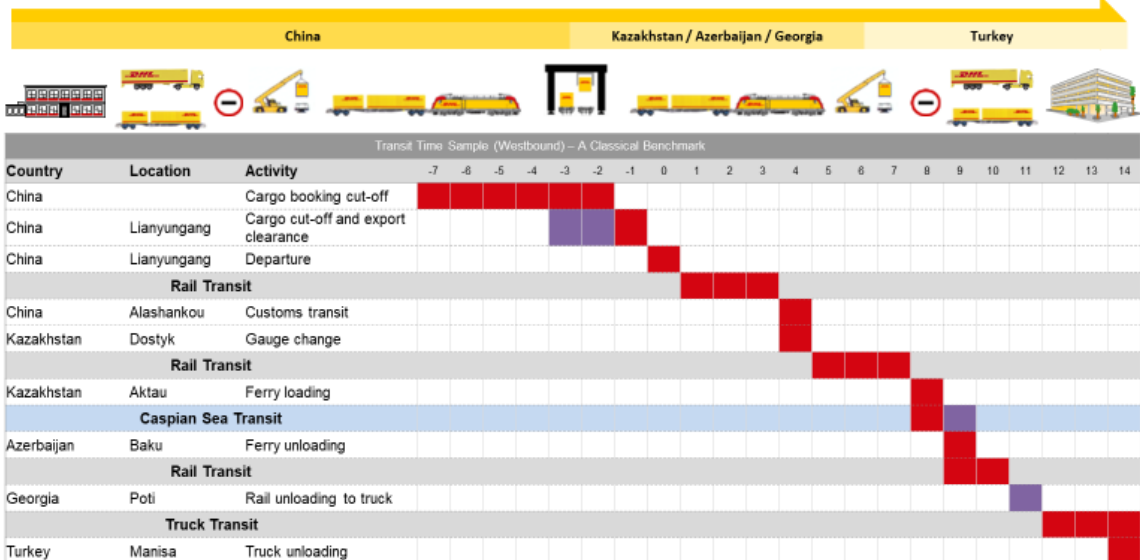 China Kazakhstan / Azerbaijan / Georgia Turkey
Transit Time Sample (Westbound) – A Classical Benchmark
Country Location Activity -7 -6 -5 -4 -3 -2 -1 0 1 2 3 4 5 6 7 8 9 10 11 12 13 14
China Cargo booking cut-off
China Lianyungang Cargo cut-off and export
clearance
China Lianyungang Departure
Rail Transit
China Alashankou Customs transit
Kazakhstan Dostyk Gauge change
Rail Transit
Kazakhstan Aktau Ferry loading
Caspian Sea Transit
Azerbaijan Baku Ferry unloading
Rail Transit
Georgia Poti Rail unloading to truck
Truck Transit
Turkey Manisa Truck unloading